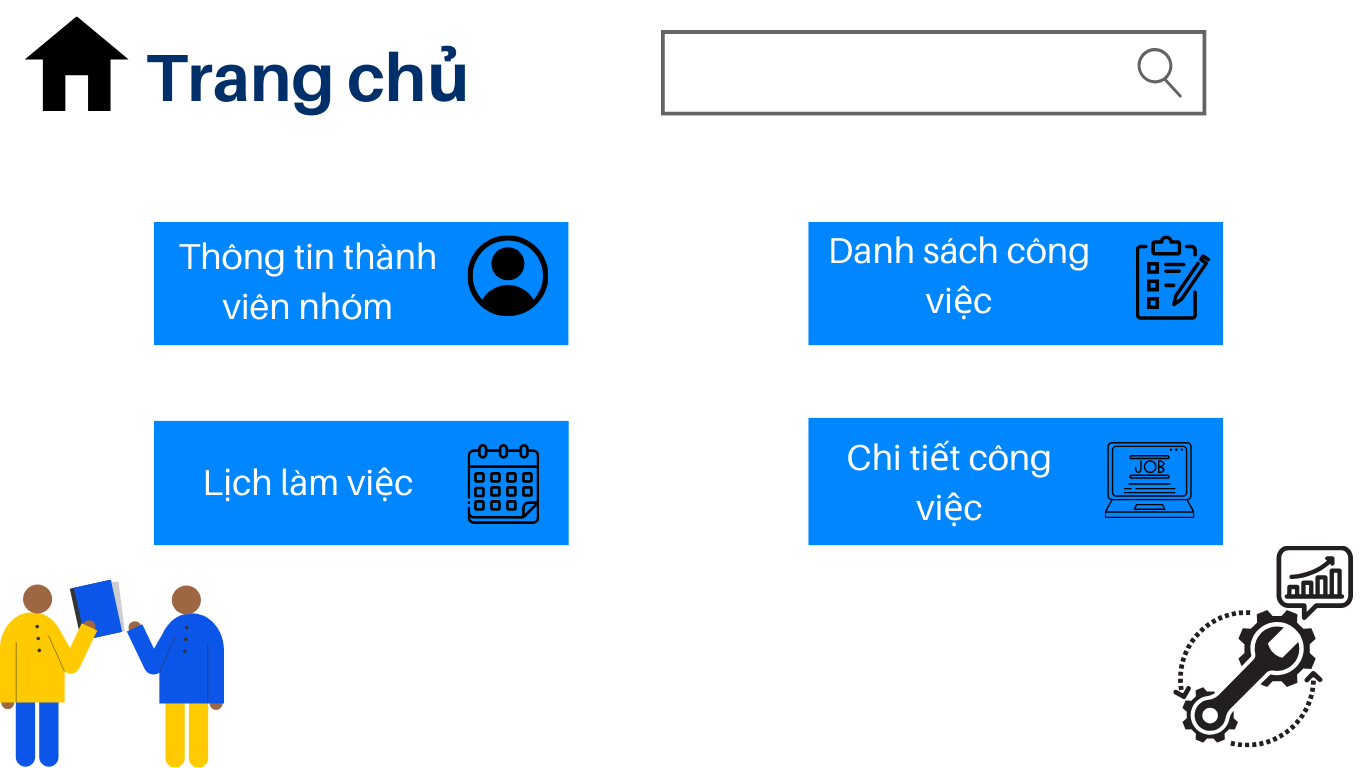 Trang chủ
Thông tin thành
viên nhóm
Danh sách công
việc
Lịch làm việc
Chi tiết công
việc
JOB